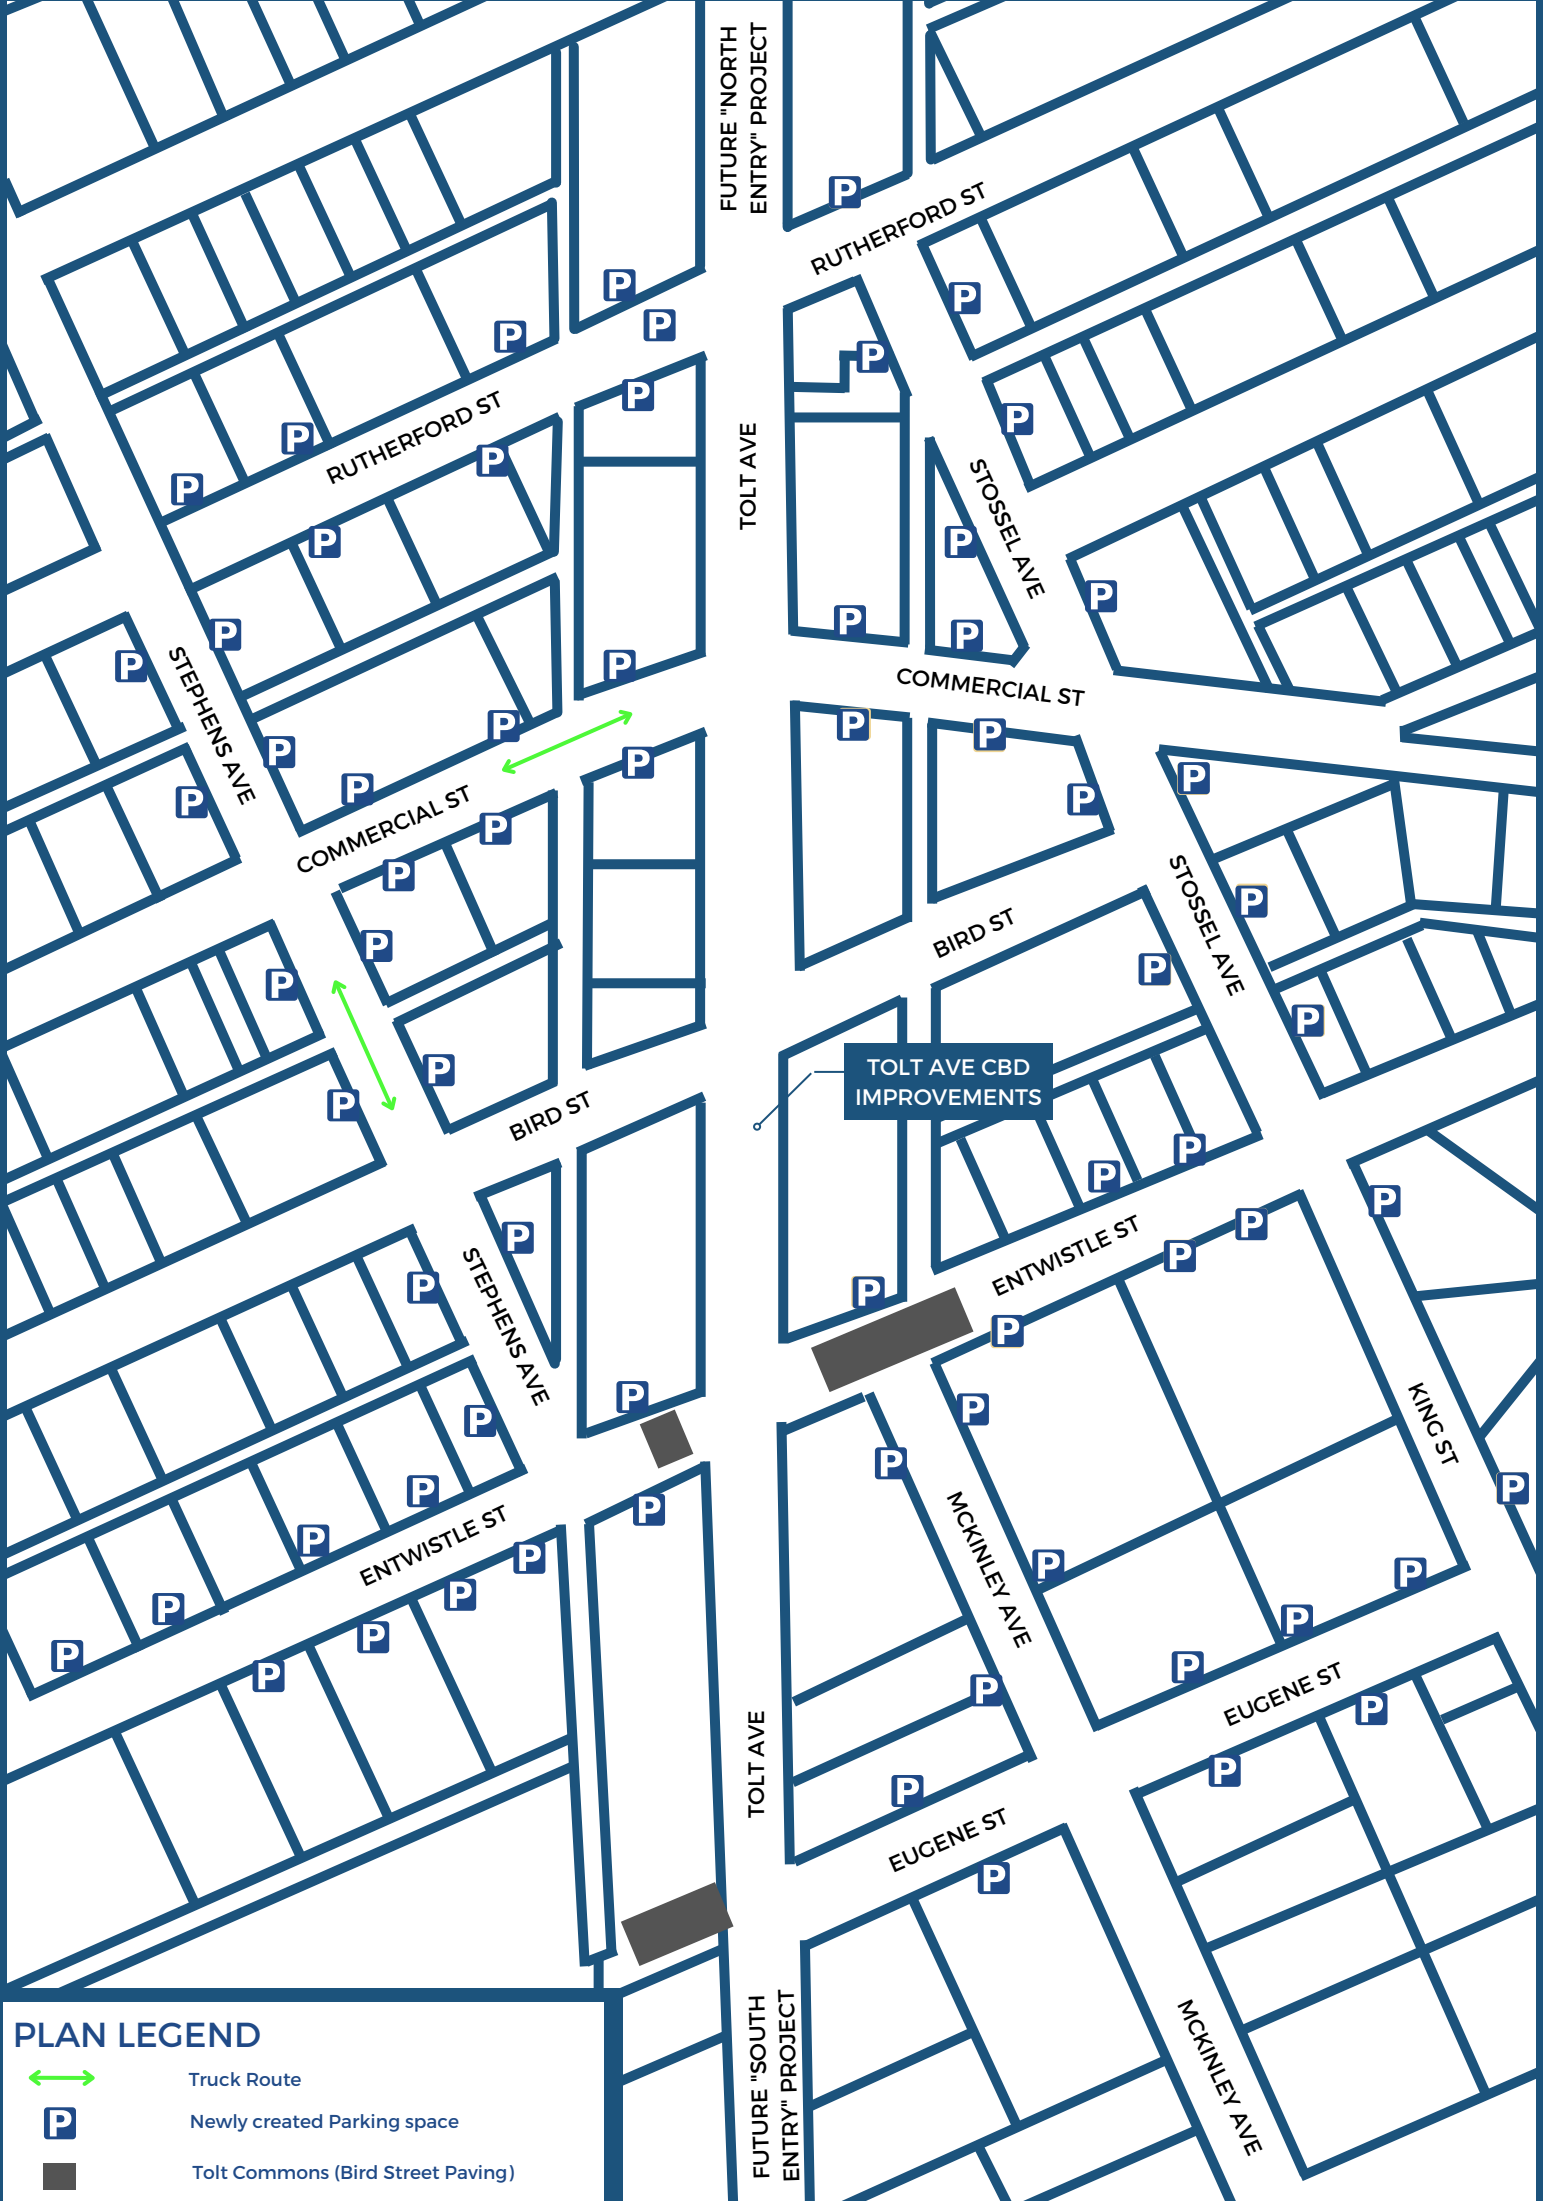 FUTURE "NORTH
ENTRY" PROJECT
P
RUTHERFORD ST
P
P
P
P
P
P
P
P
RUTHERFORD ST
P
P
P
TOLT AVE
STOSSEL AVE
P
P
P
P
P
P
P
P
STEPHENS AVE
COMMERCIAL ST
P
P
P
P
P
P
P
P
P
COMMERCIAL ST
P
P
P
P
STOSSEL AVE
P
BIRD ST
P
P
P
P
P
P
BIRD ST
TOLT AVE CBD
IMPROVEMENTS
P
P
P
P
P
ENTWISTLE ST
P
P
P
STEPHENS AVE
P
P
P
P
P
KING ST
P
P
P
P
MCKINLEY AVE
P
ENTWISTLE ST
P
P
P
P
P
P
P
P
P
P
P
P
P
EUGENE ST
P
TOLT AVE
P
P
EUGENE ST
P
FUTURE "SOUTH
ENTRY" PROJECT
MCKINLEY AVE
PLAN LEGEND
Truck Route
P
Newly created Parking space
Tolt Commons (Bird Street Paving)